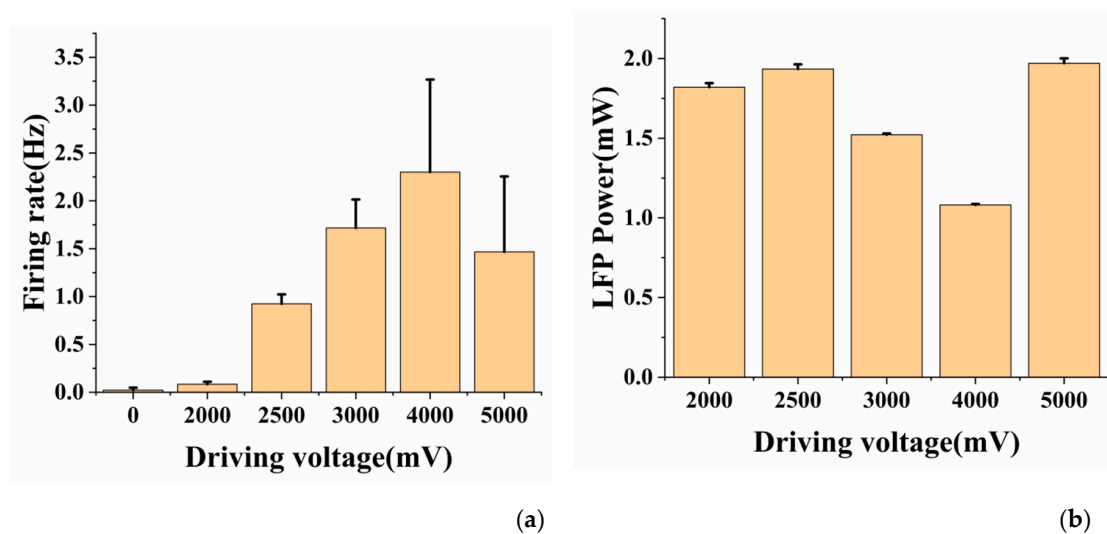 Firing rate(Hz)
3.5
3.0
2.5
2.0
1.5
1.0
0.5
0.0
0 2000 2500 3000 4000 5000
Driving voltage(mV)
(a)
LFP Power(mW)
2.0
1.5
1.0
0.5
0.0
2000 2500 3000 4000 5000
Driving voltage(mV)
(b)